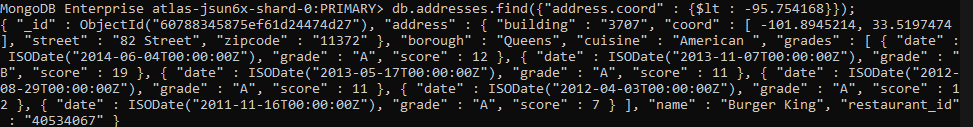 MongoDB Enterprise atlas-jsun6x-shard-0:PRIMARY> db.addresses.find({"address.coord" : {$lt : -95.754168}});
{ "_id" : ObjectId("60788345875ef61d24474d27"), "address" : { "building" : "3707", "coord" : [ -101.8945214, 33.5197474
], "street" : "82 Street", "zipcode" : "11372" }, "borough" : "Queens", "cuisine" : "American ", "grades" : [ { "date" :
 ISODate("2014-06-04T00:00:00Z"), "grade" : "A", "score" : 12 }, { "date" : ISODate("2013-11-07T00:00:00Z"), "grade" : "
B", "score" : 19 }, { "date" : ISODate("2013-05-17T00:00:00Z"), "grade" : "A", "score" : 11 }, { "date" : ISODate("2012-
08-29T00:00:00Z"), "grade" : "A", "score" : 11 }, { "date" : ISODate("2012-04-03T00:00:00Z"), "grade" : "A", "score" : 1
2 }, { "date" : ISODate("2011-11-16T00:00:00Z"), "grade" : "A", "score" : 7 } ], "name" : "Burger King", "restaurant_id"
 : "40534067" }